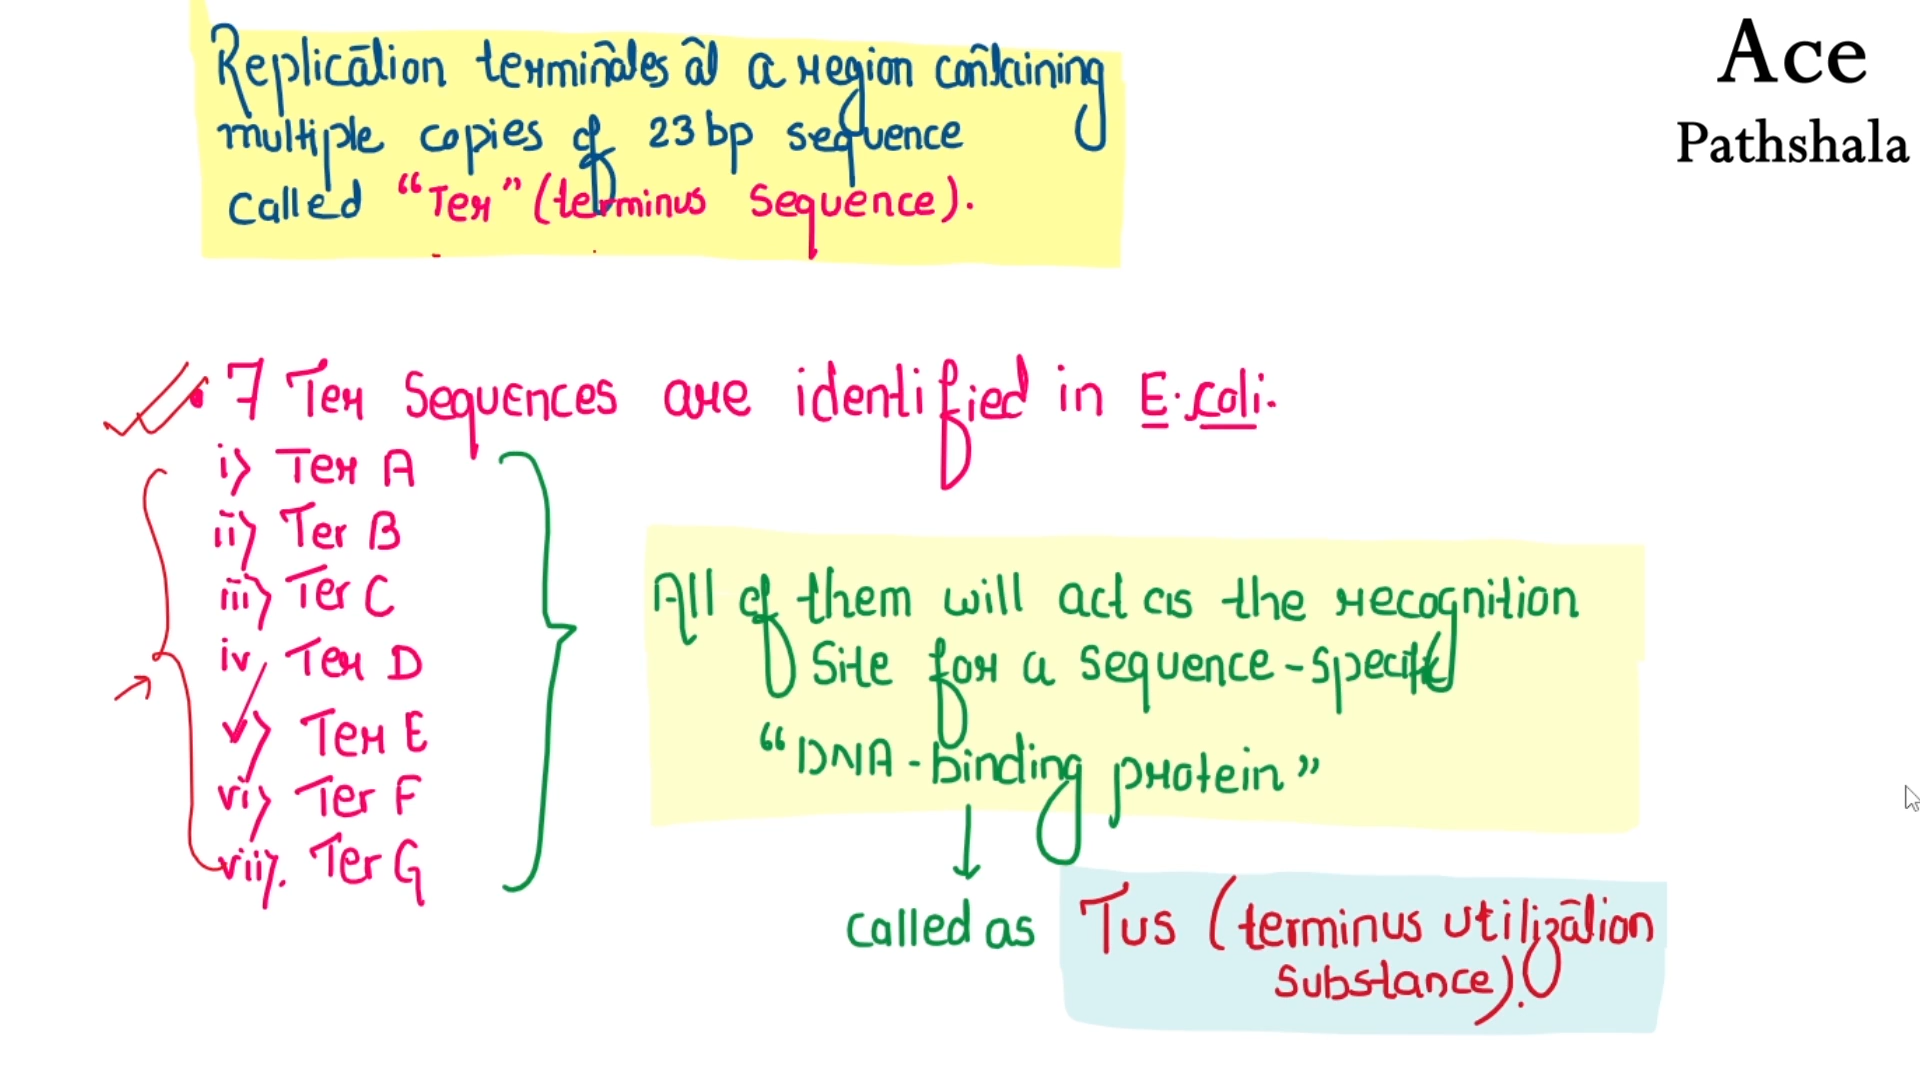 Ace
Pathshala
Replication terminates at a region containing
multiple copies of 23bp sequence
called "Ter" (terminus sequence).
• 7 Ter Sequences are identified in E.coli.
i) Ter A
ii) Ter B
iii) Ter C
iv, Ter D
v) Ter E
vi) Ter F
vii). Ter G
All of them will act as the recognition
Site for a sequence-specific
"DNA-binding protein"
called as Tus (terminus utilization
substance).